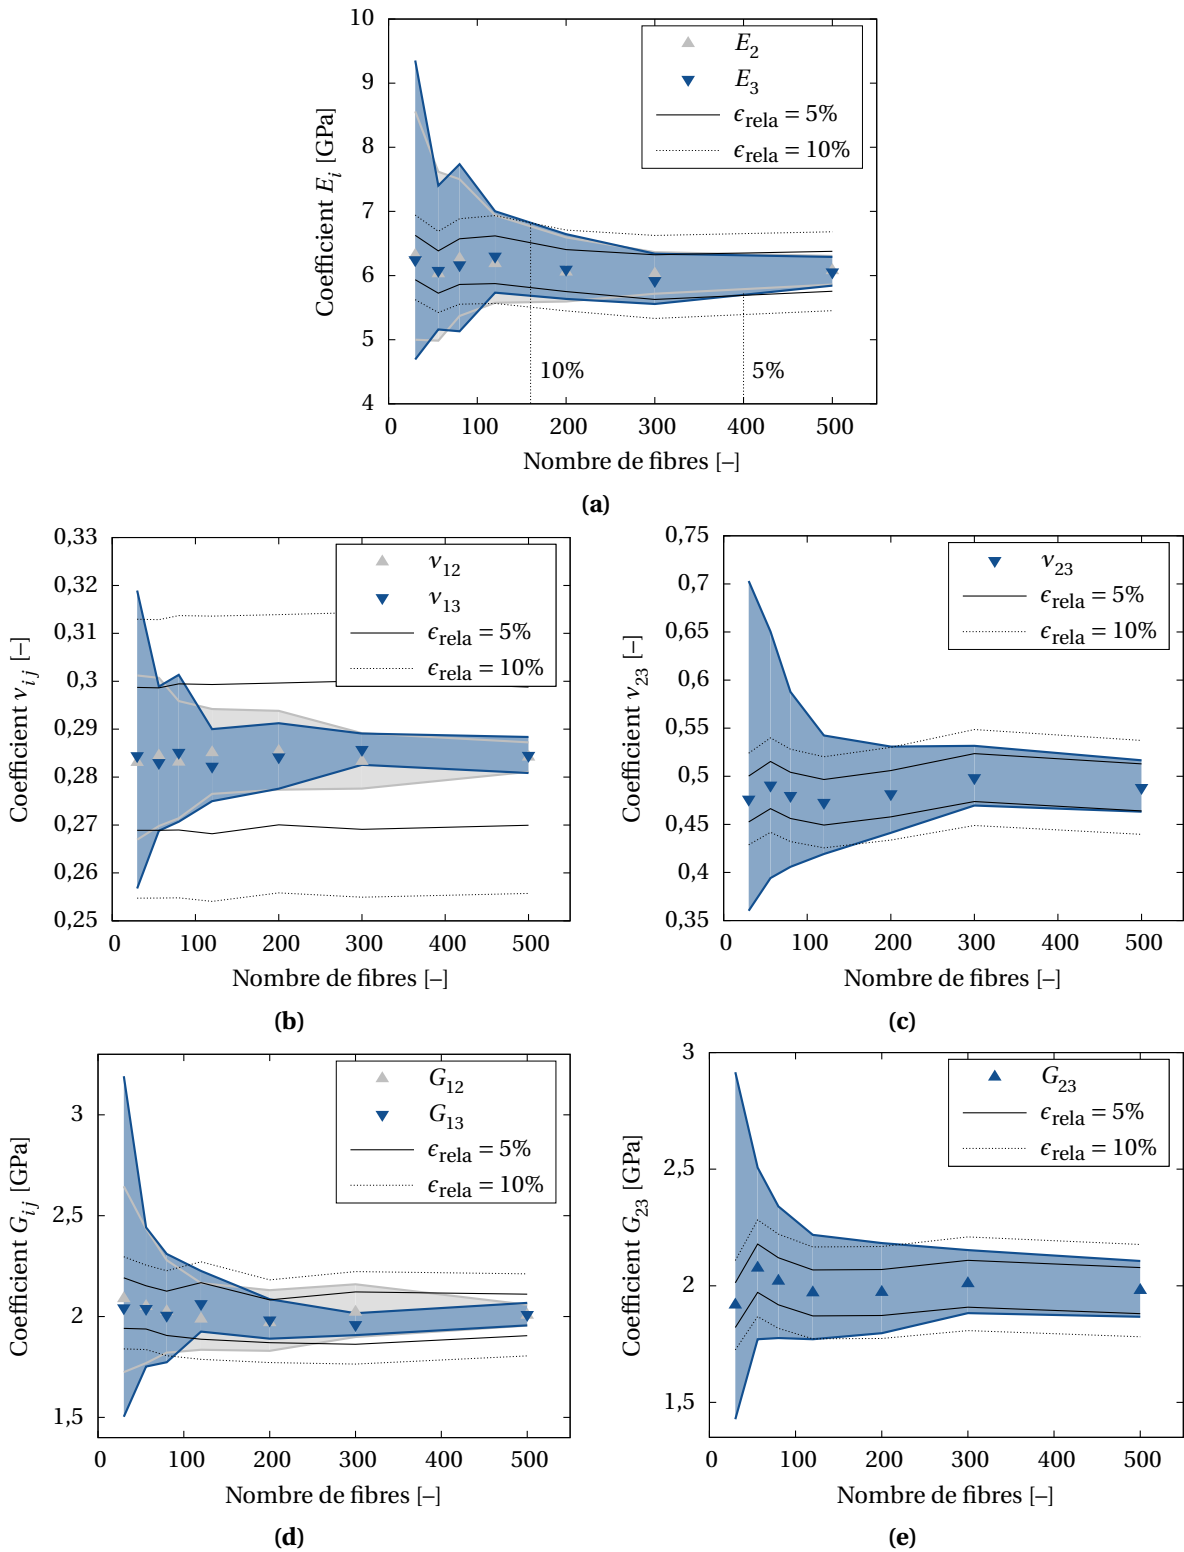 10
9
8
7
6
5
4
Coefficient E_i [GPa]
E_2
E_3
ϵ_rela = 5%
ϵ_rela = 10%
10%
5%
0 100 200 300 400 500
Nombre de fibres [–]
(a)
0,33
0,32
0,31
0,3
0,29
0,28
0,27
0,26
0,25
Coefficient ν_ij [–]
ν_12
ν_13
ϵ_rela = 5%
ϵ_rela = 10%
0 100 200 300 400 500
Nombre de fibres [–]
(b)
0,75
0,7
0,65
0,6
0,55
0,5
0,45
0,4
0,35
Coefficient ν_23 [–]
ν_23
ϵ_rela = 5%
ϵ_rela = 10%
0 100 200 300 400 500
Nombre de fibres [–]
(c)
3
2,5
2
1,5
Coefficient G_ij [GPa]
G_12
G_13
ϵ_rela = 5%
ϵ_rela = 10%
0 100 200 300 400 500
Nombre de fibres [–]
(d)
3
2,5
2
1,5
Coefficient G_23 [GPa]
G_23
ϵ_rela = 5%
ϵ_rela = 10%
0 100 200 300 400 500
Nombre de fibres [–]
(e)